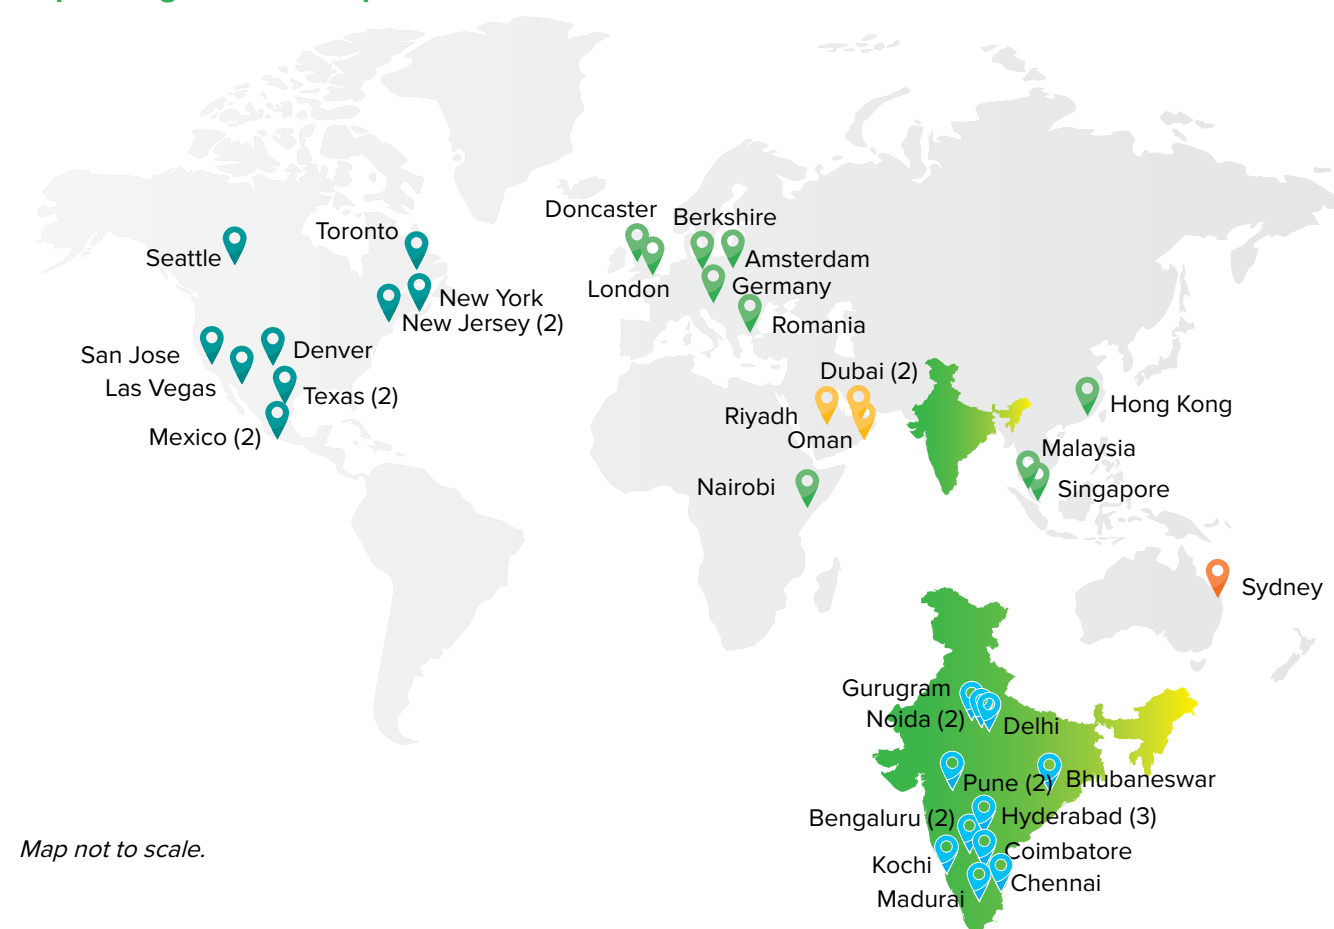 Doncaster
Berkshire
Toronto
Seattle
Amsterdam
London
Germany
New York
New Jersey (2)
Romania
San Jose
Denver
Las Vegas
Texas (2)
Mexico (2)
Dubai (2)
Riyadh
Oman
Hong Kong
Malaysia
Nairobi
Singapore
Sydney
Gurugram
Noida (2)
Delhi
Pune (2)
Bhubaneswar
Bengaluru (2)
Hyderabad (3)
Map not to scale.
Coimbatore
Kochi
Chennai
Madurai